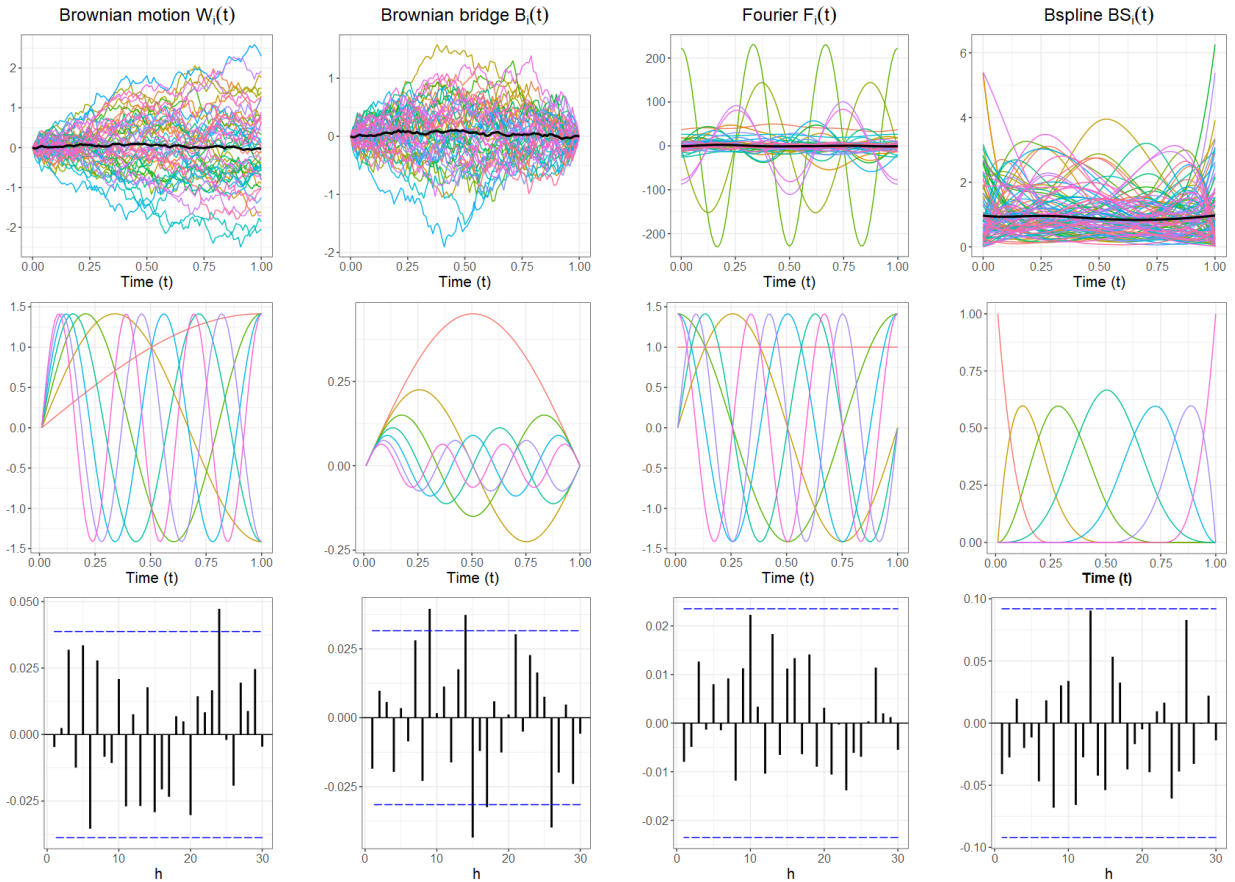 Brownian motion Wᵢ(t)
Brownian bridge Bᵢ(t)
Fourier Fᵢ(t)
Bspline BSᵢ(t)
2
1
0
-1
-2
0.00 0.25 0.50 0.75 1.00
Time (t)
1
0
-1
-2
0.00 0.25 0.50 0.75 1.00
Time (t)
200
100
0
-100
-200
0.00 0.25 0.50 0.75 1.00
Time (t)
6
4
2
0
0.00 0.25 0.50 0.75 1.00
Time (t)
1.5
1.0
0.5
0.0
-0.5
-1.0
-1.5
0.00 0.25 0.50 0.75 1.00
Time (t)
0.25
0.00
-0.25
0.00 0.25 0.50 0.75 1.00
Time (t)
1.5
1.0
0.5
0.0
-0.5
-1.0
-1.5
0.00 0.25 0.50 0.75 1.00
Time (t)
1.00
0.75
0.50
0.25
0.00
0.00 0.25 0.50 0.75 1.00
Time (t)
0.050
0.025
0.000
-0.025
0 10 20 30
h
0.025
0.000
-0.025
0 10 20 30
h
0.02
0.01
0.00
-0.01
-0.02
0 10 20 30
h
0.10
0.05
0.00
-0.05
-0.10
0 10 20 30
h